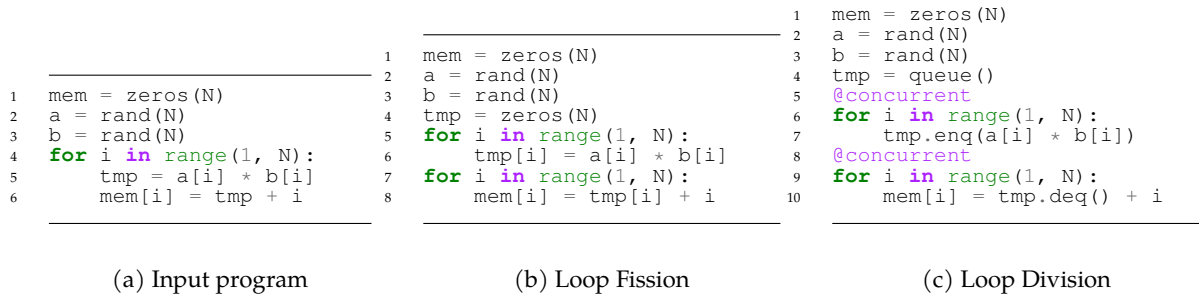 1 mem = zeros(N)
2 a = rand(N)
3 b = rand(N)
4 for i in range(1, N):
5     tmp = a[i] * b[i]
6     mem[i] = tmp + i
(a) Input program
1 mem = zeros(N)
2 a = rand(N)
3 b = rand(N)
4 tmp = zeros(N)
5 for i in range(1, N):
6     tmp[i] = a[i] * b[i]
7 for i in range(1, N):
8     mem[i] = tmp[i] + i
(b) Loop Fission
1 mem = zeros(N)
2 a = rand(N)
3 b = rand(N)
4 tmp = queue()
5 @concurrent
6 for i in range(1, N):
7     tmp.enq(a[i] * b[i])
8 @concurrent
9 for i in range(1, N):
10     mem[i] = tmp.deq() + i
(c) Loop Division